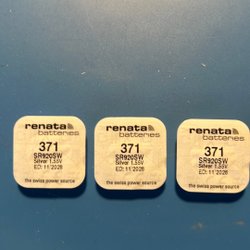 renata
batteries
371
SR920SW
Silver 1.55V
ED: 11/2026
the swiss power source
renata
batteries
371
SR920SW
Silver 1.55V
ED: 11/2026
the swiss power source
renata
batteries
371
SR920SW
Silver 1.55V
ED: 11/2026
the swiss power source